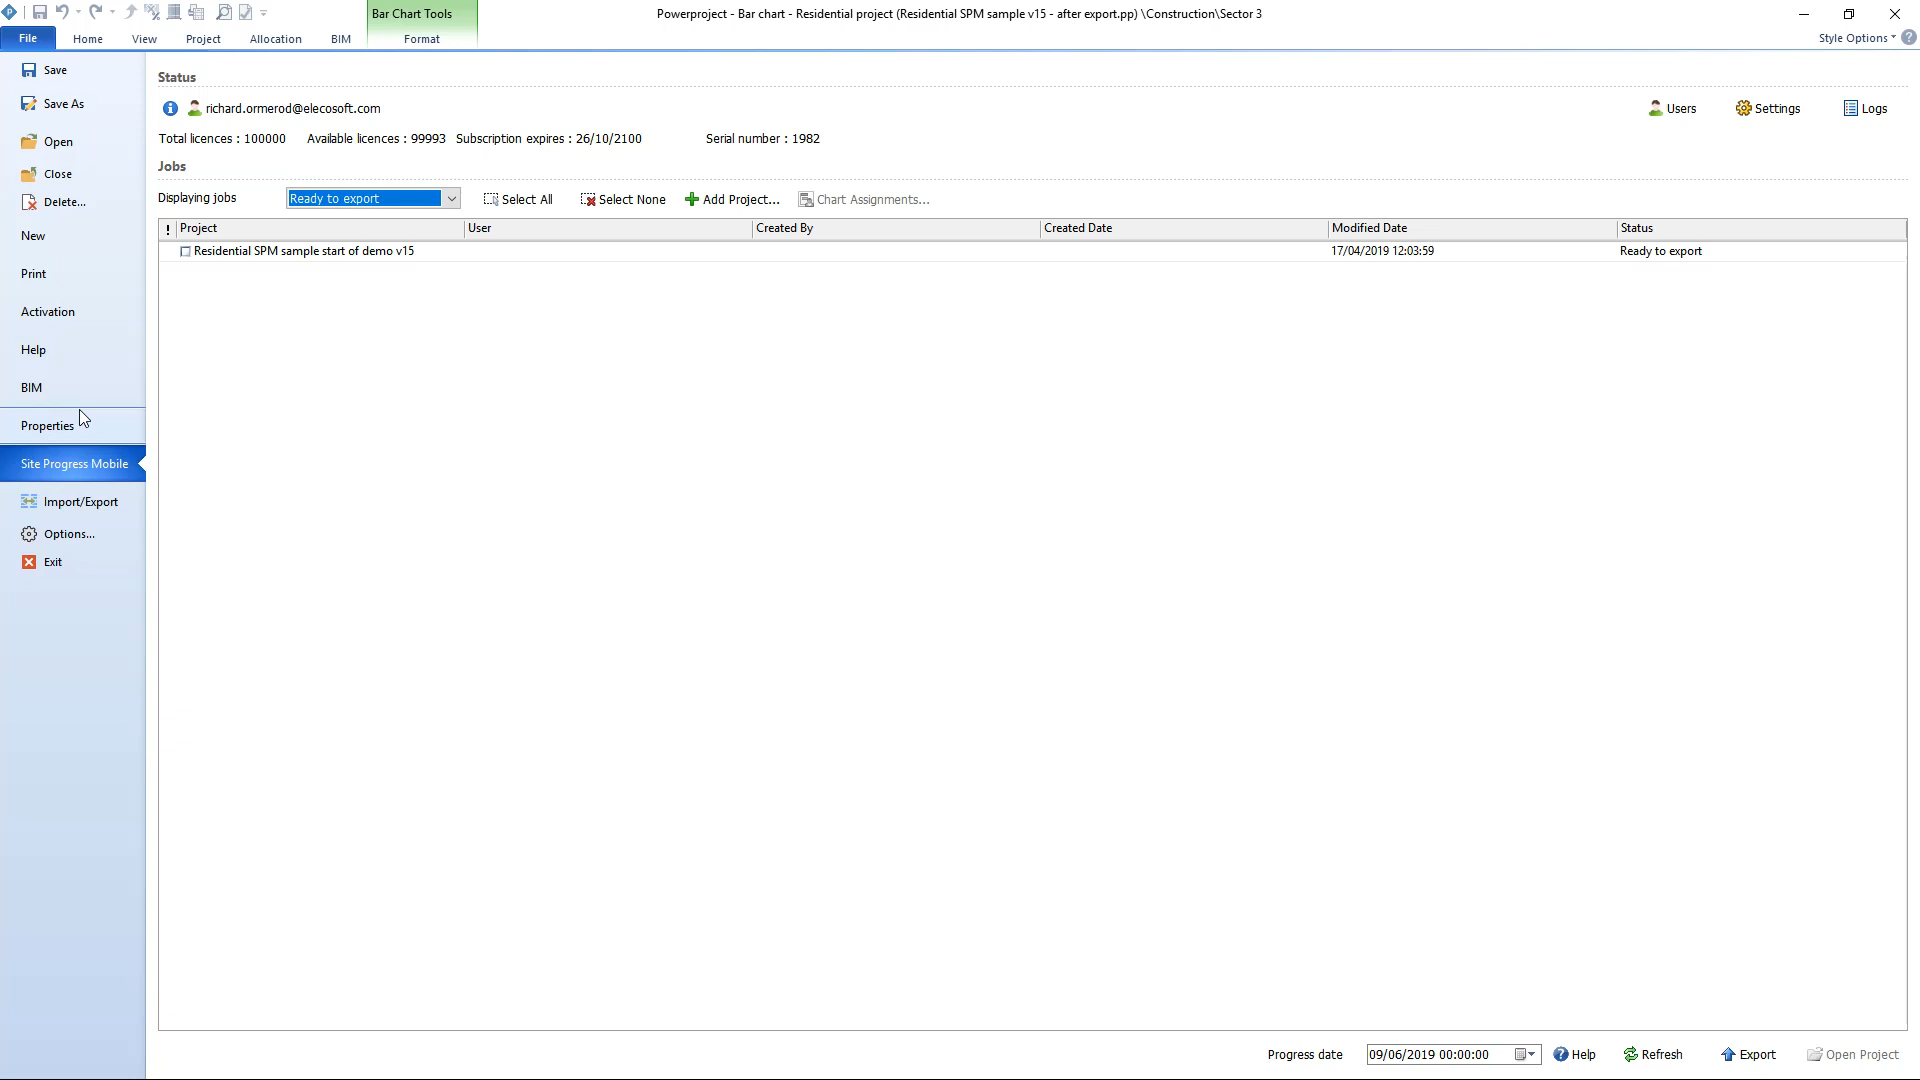 Bar Chart Tools
Powerproject - Bar chart - Residential project (Residential SPM sample v15 - after export.pp) \Construction\Sector 3
File Home View Project Allocation BIM Format Style Options
Save
Save As
Open
Close
Delete...
New
Print
Activation
Help
BIM
Properties
Site Progress Mobile
Import/Export
Options...
Exit
Status
richard.ormerod@elecosoft.com Users Settings Logs
Total licences : 100000 Available licences : 99993 Subscription expires : 26/10/2100 Serial number : 1982
Jobs
Displaying jobs Ready to export Select All Select None Add Project... Chart Assignments...
! Project User Created By Created Date Modified Date Status
Residential SPM sample start of demo v15 17/04/2019 12:03:59 Ready to export
Progress date 09/06/2019 00:00:00 Help Refresh Export Open Project